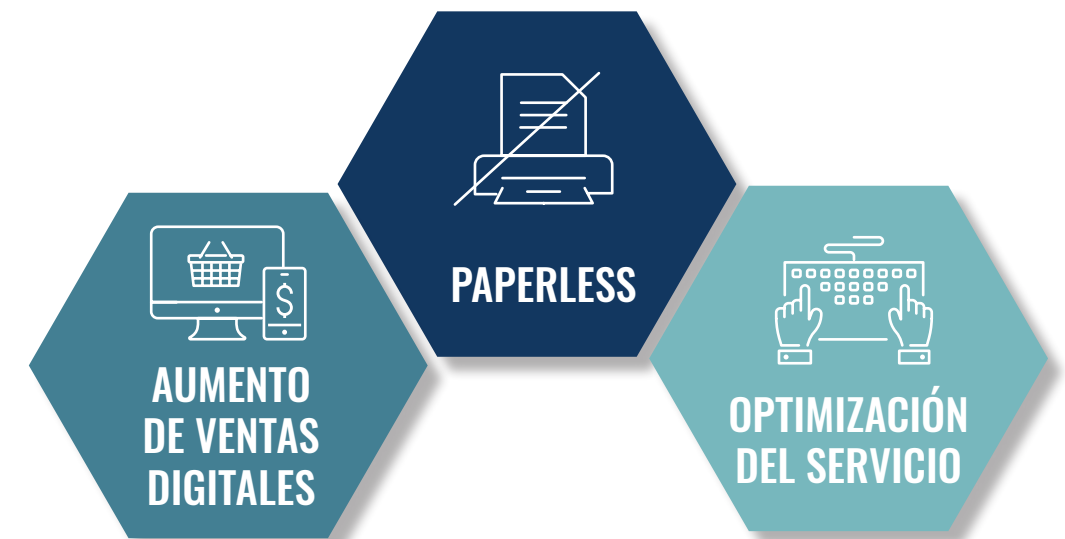 PAPERLESS
AUMENTO
DE VENTAS
DIGITALES
$
OPTIMIZACIÓN
DEL SERVICIO